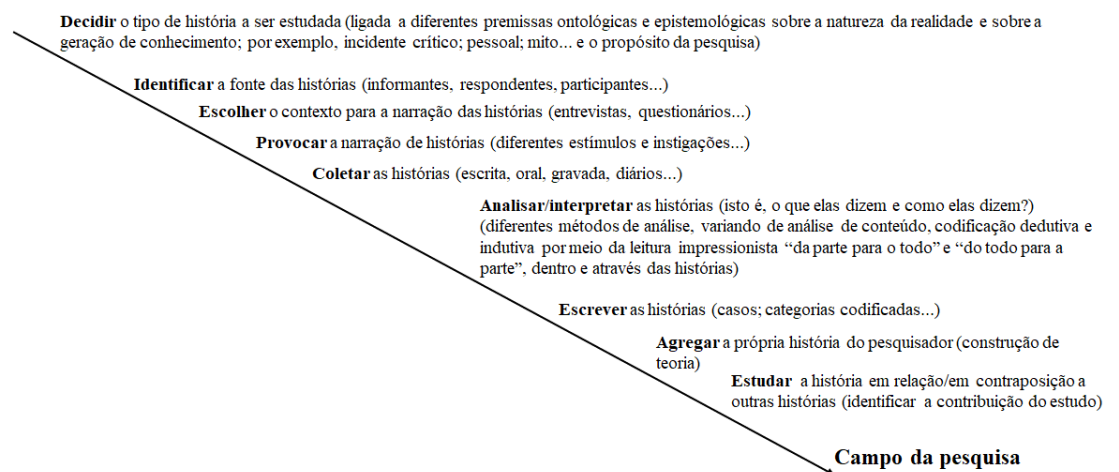 Decidir o tipo de história a ser estudada (ligada a diferentes premissas ontológicas e epistemológicas sobre a natureza da realidade e sobre a
geração de conhecimento; por exemplo, incidente crítico; pessoal; mito... e o propósito da pesquisa)
Identificar a fonte das histórias (informantes, respondentes, participantes...)
Escolher o contexto para a narração das histórias (entrevistas, questionários...)
Provocar a narração de histórias (diferentes estímulos e instigações...)
Coletar as histórias (escrita, oral, gravada, diários...)
Analisar/interpretar as histórias (isto é, o que elas dizem e como elas dizem?)
(diferentes métodos de análise, variando de análise de conteúdo, codificação dedutiva e
indutiva por meio da leitura impressionista “da parte para o todo” e “do todo para a
parte”, dentro e através das histórias)
Escrever as histórias (casos; categorias codificadas...)
Agregar a própria história do pesquisador (construção de
teoria)
Estudar a história em relação/em contraposição a
outras histórias (identificar a contribuição do estudo)
Campo da pesquisa